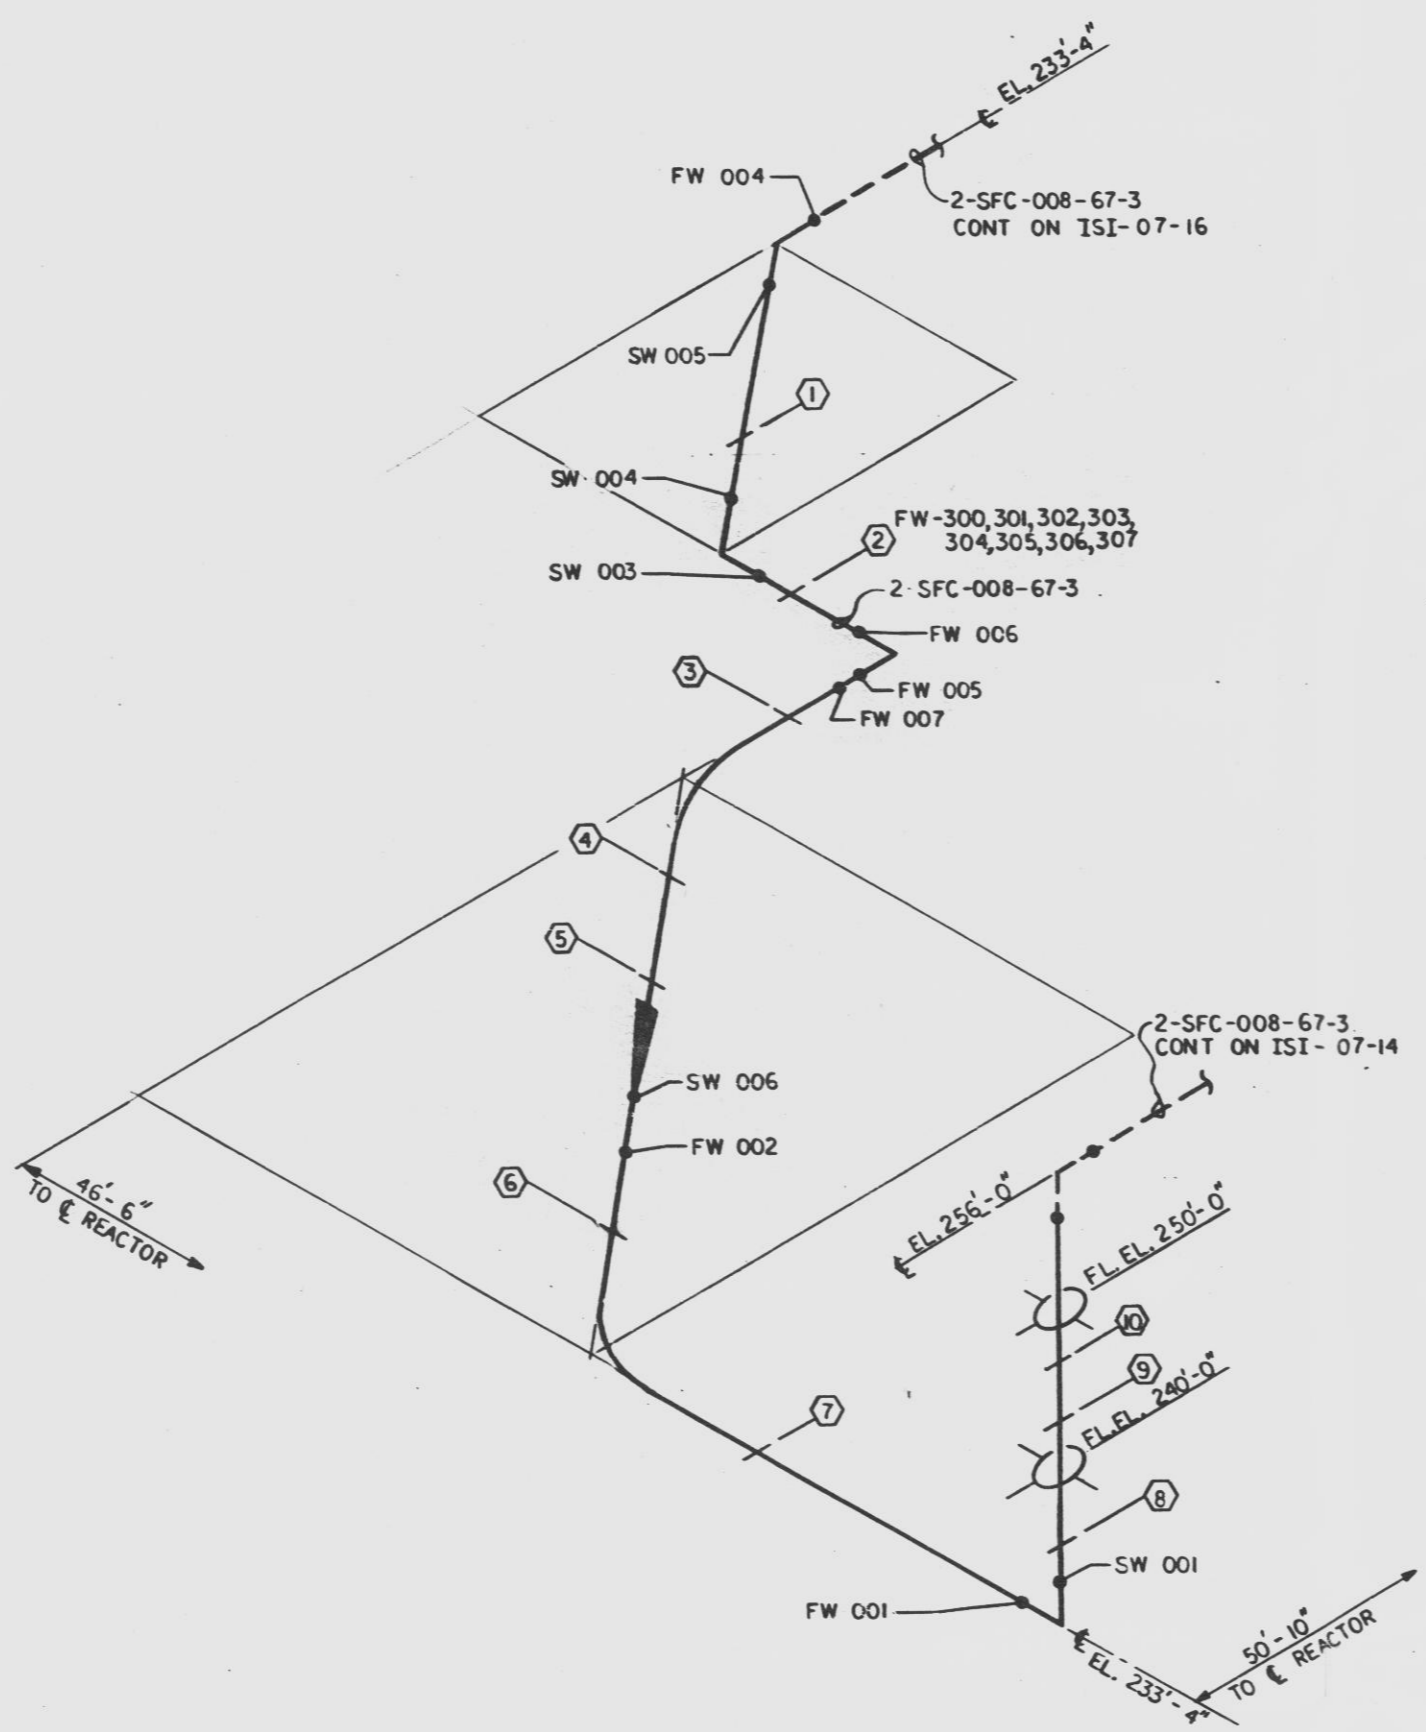 ℄ EL. 233'-4"
FW 004
2-SFC-008-67-3
CONT ON ISI-07-16
SW 005
1
SW 004
2
FW-300,301,302,303,
304,305,306,307
SW 003
2-SFC-008-67-3
FW 006
3
FW 005
FW 007
4
5
2-SFC-008-67-3
CONT ON ISI-07-14
SW 006
FW 002
6
46'-6"
TO ℄ REACTOR
℄ EL. 256'-0"
FL. EL. 250'-0"
10
9
FL. EL. 240'-0"
7
8
SW 001
FW 001
℄ EL. 233'-4"
50'-10"
TO ℄ REACTOR